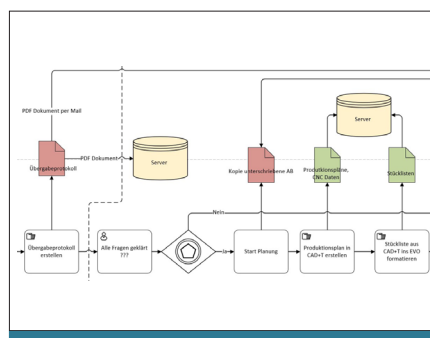 PDF Dokument per Mail
Server
Übergabeprotokoll
PDF Dokument
Server
Kopie unterschriebene AB
Produktionspläne,
CNC Daten
Stücklisten
Nein
Übergabeprotokoll
erstellen
Alle Fragen geklärt
???
Ja
Start Planung
Produktionsplan in
CAD+T erstellen
Stückliste aus
CAD+T ins EVO
formatieren